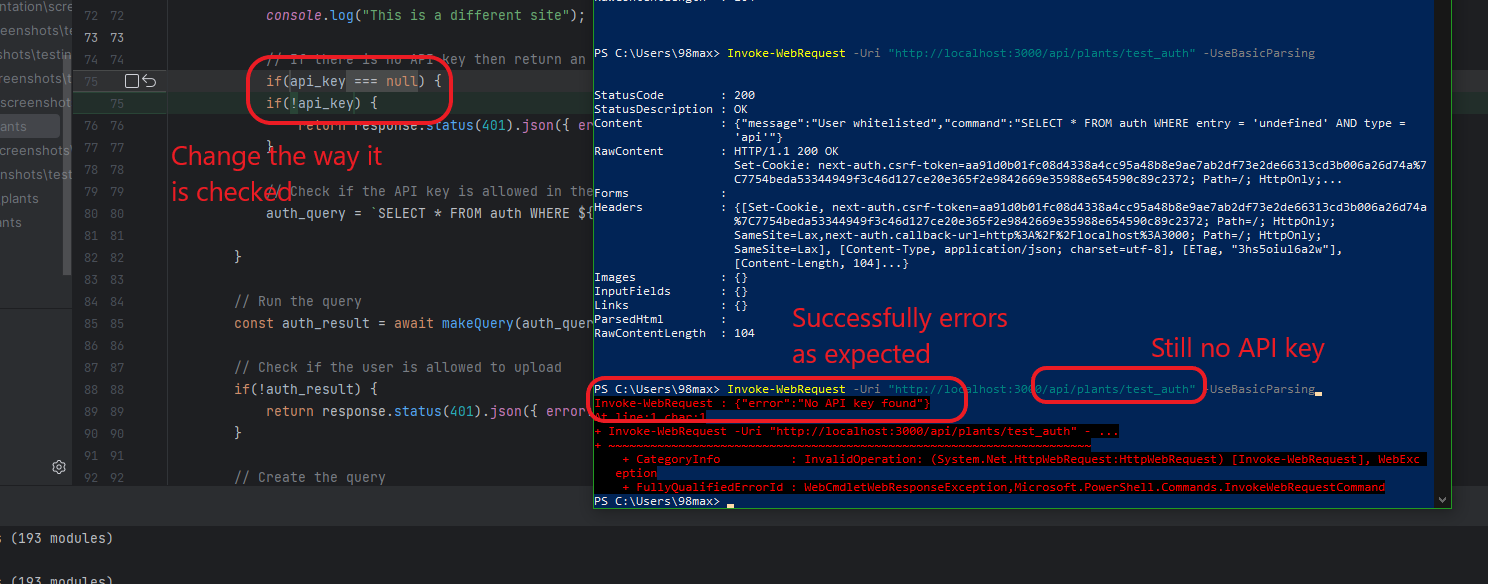 ntation\scre
eenshots\te
shots\testin
creenshots\t
screenshot
ants
creenshots\
nshots\test
plants
ants
72 72 console.log("This is a different site");
73 73
74 74 // If there is no API key then return an
75 if(api_key === null) {
75 if(!api_key) {
76 76 return response.status(401).json({ er
77 77 }
78 78
79 79 // Check if the API key is allowed in the
80 80 auth_query = `SELECT * FROM auth WHERE ${
81 81
82 82 }
83 83
84 84 // Run the query
85 85 const auth_result = await makeQuery(auth_quer
86 86
87 87 // Check if the user is allowed to upload
88 88 if(!auth_result) {
89 89 return response.status(401).json({ error
90 90 }
91 91
92 92 // Create the query
Change the way it
is checked
PS C:\Users\98max> Invoke-WebRequest -Uri "http://localhost:3000/api/plants/test_auth" -UseBasicParsing
StatusCode : 200
StatusDescription : OK
Content : {"message":"User whitelisted","command":"SELECT * FROM auth WHERE entry = 'undefined' AND type =
'api'"}
RawContent : HTTP/1.1 200 OK
Set-Cookie: next-auth.csrf-token=aa91d0b01fc08d4338a4cc95a48b8e9ae7ab2df73e2de66313cd3b006a26d74a%7
C7754beda53344949f3c46d127ce20e365f2e9842669e35988e654590c89c2372; Path=/; HttpOnly;...
Forms :
Headers : {[Set-Cookie, next-auth.csrf-token=aa91d0b01fc08d4338a4cc95a48b8e9ae7ab2df73e2de66313cd3b006a26d74a
%7C7754beda53344949f3c46d127ce20e365f2e9842669e35988e654590c89c2372; Path=/; HttpOnly;
SameSite=Lax,next-auth.callback-url=http%3A%2F%2Flocalhost%3A3000; Path=/; HttpOnly;
SameSite=Lax], [Content-Type, application/json; charset=utf-8], [ETag, "3hs5oiul6a2w"],
[Content-Length, 104]...}
Images : {}
InputFields : {}
Links : {}
ParsedHtml :
RawContentLength : 104
Successfully errors
as expected
Still no API key
PS C:\Users\98max> Invoke-WebRequest -Uri "http://localhost:3000/api/plants/test_auth" -UseBasicParsing
Invoke-WebRequest : {"error":"No API key found"}
At line:1 char:1
+ Invoke-WebRequest -Uri "http://localhost:3000/api/plants/test_auth" - ...
+ ~~~~~~~~~~~~~~~~~~~~~~~~~~~~~~~~~~~~~~~~~~~~~~~~~~~~~~~~~~~~~~~~~~~~~
+ CategoryInfo : InvalidOperation: (System.Net.HttpWebRequest:HttpWebRequest) [Invoke-WebRequest], WebExc
eption
+ FullyQualifiedErrorId : WebCmdletWebResponseException,Microsoft.PowerShell.Commands.InvokeWebRequestCommand
PS C:\Users\98max>
s (193 modules)
s (193 modules)